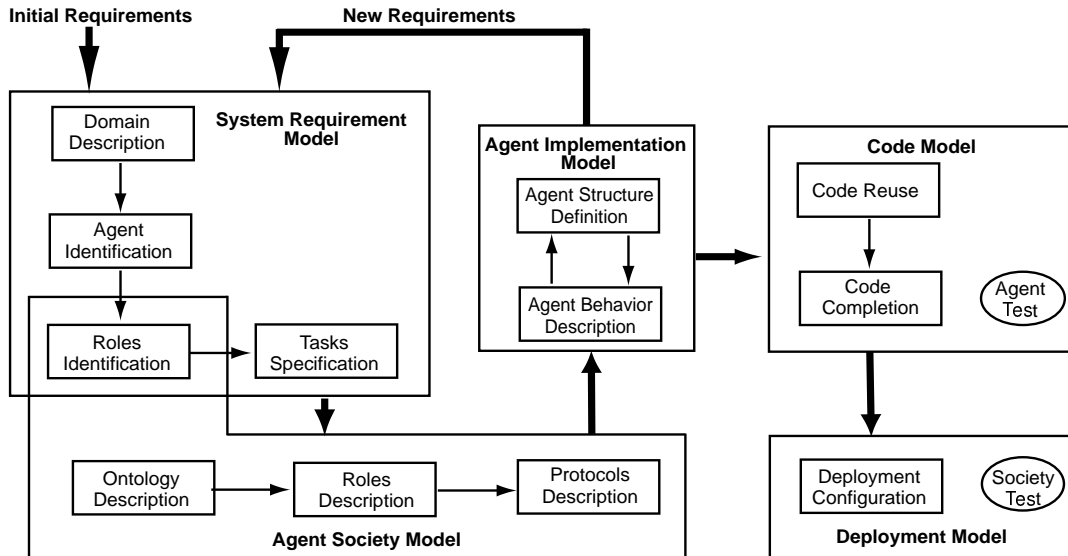 Initial Requirements
New Requirements
System Requirement
Model
Domain
Description
Agent
Identification
Roles
Identification
Tasks
Specification
Agent Implementation
Model
Agent Structure
Definition
Agent Behavior
Description
Code Model
Code Reuse
Code
Completion
Agent
Test
Ontology
Description
Roles
Description
Protocols
Description
Agent Society Model
Deployment
Configuration
Society
Test
Deployment Model